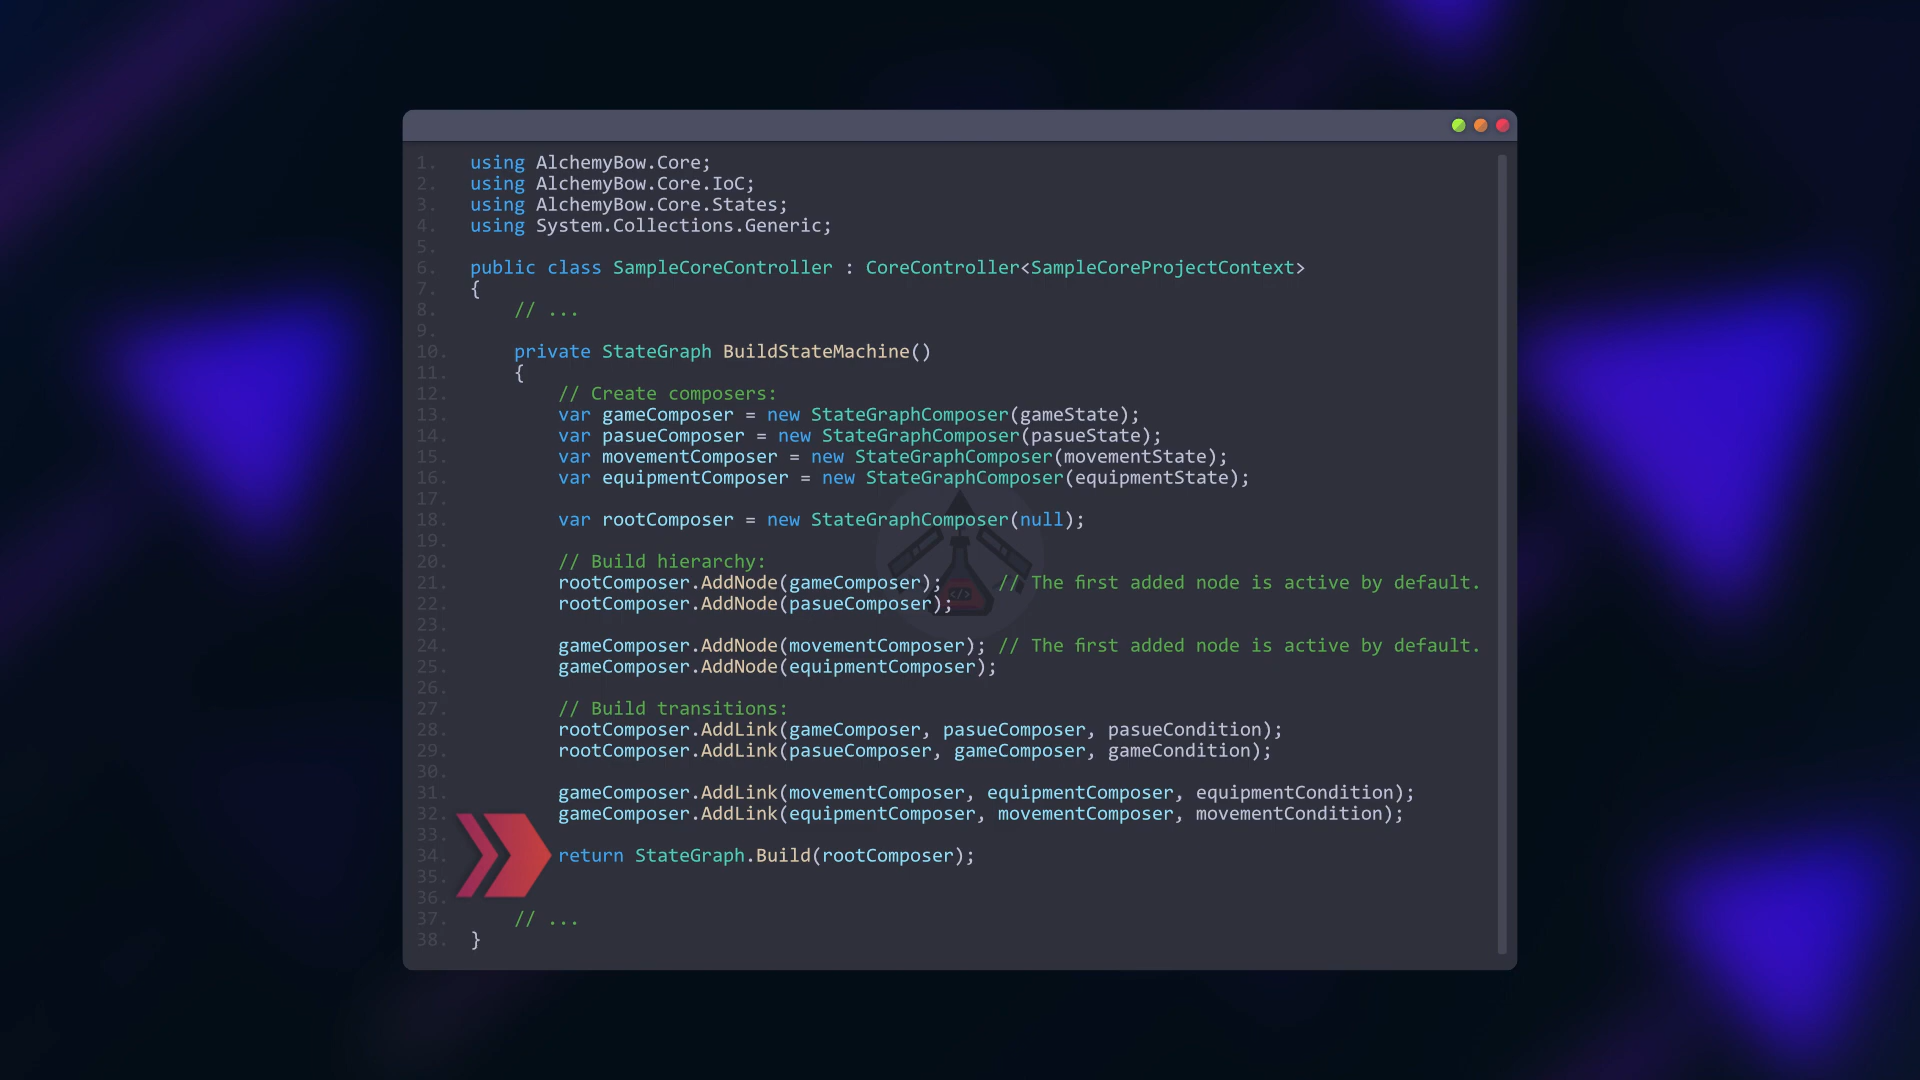 1. using AlchemyBow.Core;
2. using AlchemyBow.Core.IoC;
3. using AlchemyBow.Core.States;
4. using System.Collections.Generic;
5.
6. public class SampleCoreController : CoreController<SampleCoreProjectContext>
7. {
8. // ...
9.
10. private StateGraph BuildStateMachine()
11. {
12. // Create composers:
13. var gameComposer = new StateGraphComposer(gameState);
14. var pasueComposer = new StateGraphComposer(pasueState);
15. var movementComposer = new StateGraphComposer(movementState);
16. var equipmentComposer = new StateGraphComposer(equipmentState);
17.
18. var rootComposer = new StateGraphComposer(null);
19.
20. // Build hierarchy:
21. rootComposer.AddNode(gameComposer); // The first added node is active by default.
22. rootComposer.AddNode(pasueComposer);
23.
24. gameComposer.AddNode(movementComposer); // The first added node is active by default.
25. gameComposer.AddNode(equipmentComposer);
26.
27. // Build transitions:
28. rootComposer.AddLink(gameComposer, pasueComposer, pasueCondition);
29. rootComposer.AddLink(pasueComposer, gameComposer, gameCondition);
30.
31. gameComposer.AddLink(movementComposer, equipmentComposer, equipmentCondition);
32. gameComposer.AddLink(equipmentComposer, movementComposer, movementCondition);
33.
34. return StateGraph.Build(rootComposer);
35.
36.
37. // ...
38. }